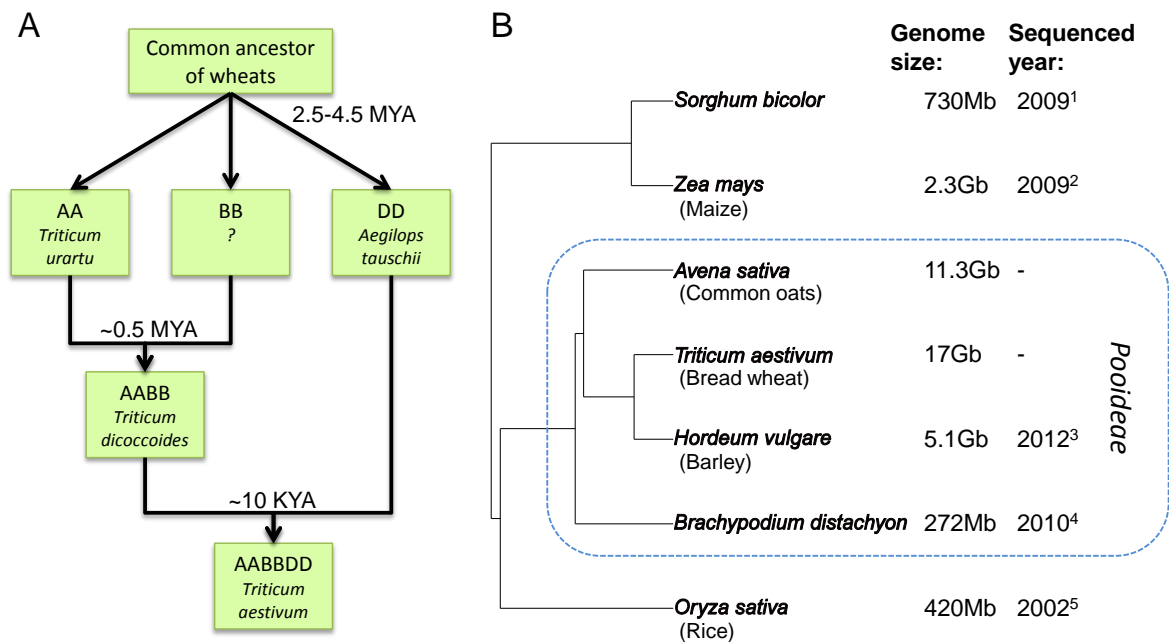 A
Common ancestor
of wheats
2.5-4.5 MYA
AA
Triticum
urartu
BB
?
DD
Aegilops
tauschii
~0.5 MYA
AABB
Triticum
dicoccoides
~10 KYA
AABBDD
Triticum
aestivum
B
Genome Sequenced
size: year:
Sorghum bicolor 730Mb 2009¹
Zea mays 2.3Gb 2009²
(Maize)
Avena sativa 11.3Gb -
(Common oats)
Triticum aestivum 17Gb -
(Bread wheat)
Hordeum vulgare 5.1Gb 2012³
(Barley)
Brachypodium distachyon 272Mb 2010⁴
Pooideae
Oryza sativa 420Mb 2002⁵
(Rice)